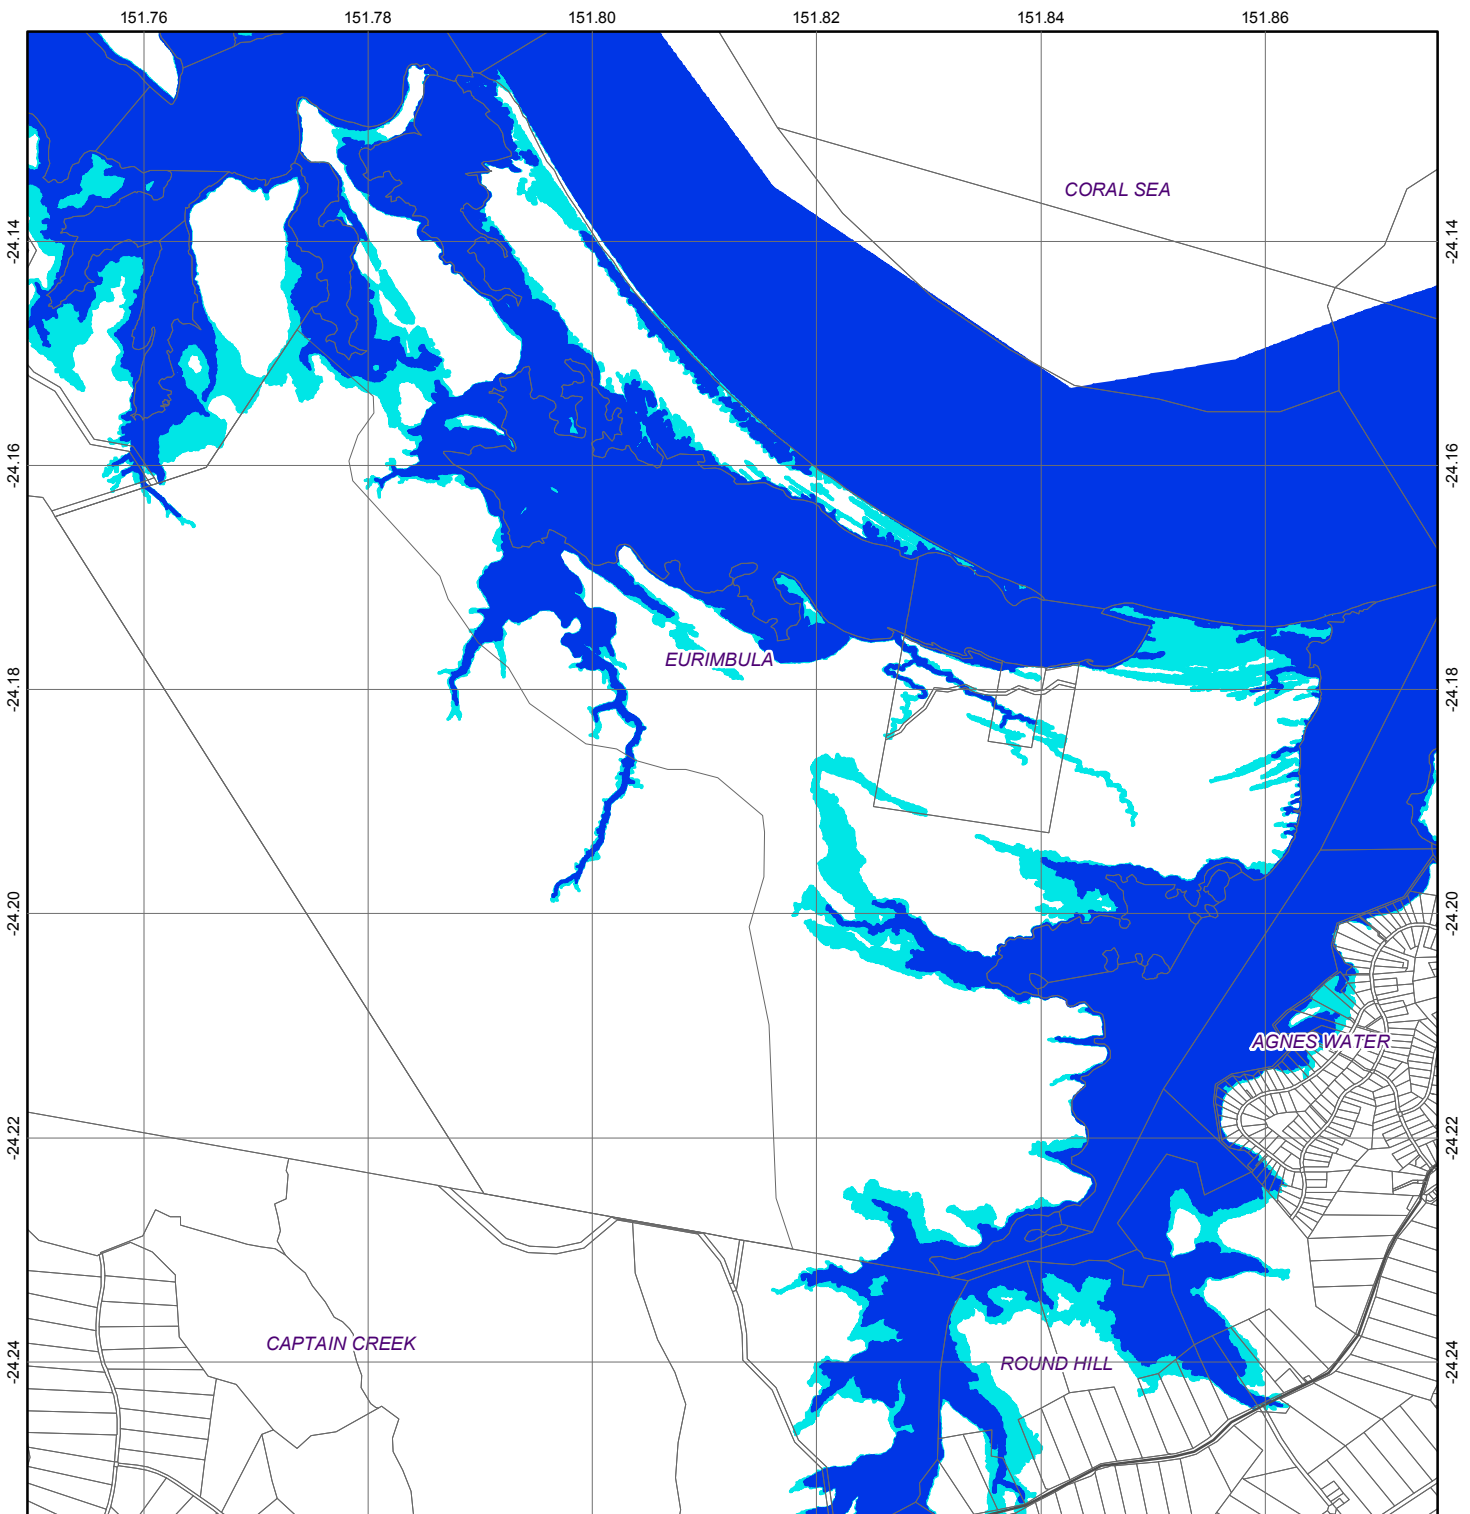 151.76 151.78 151.80 151.82 151.84 151.86
CORAL SEA
-24.14 -24.14
-24.16 -24.16
EURIMBULA
-24.18 -24.18
-24.20 -24.20
AGNES WATER
-24.22 -24.22
CAPTAIN CREEK
ROUND HILL
-24.24 -24.24